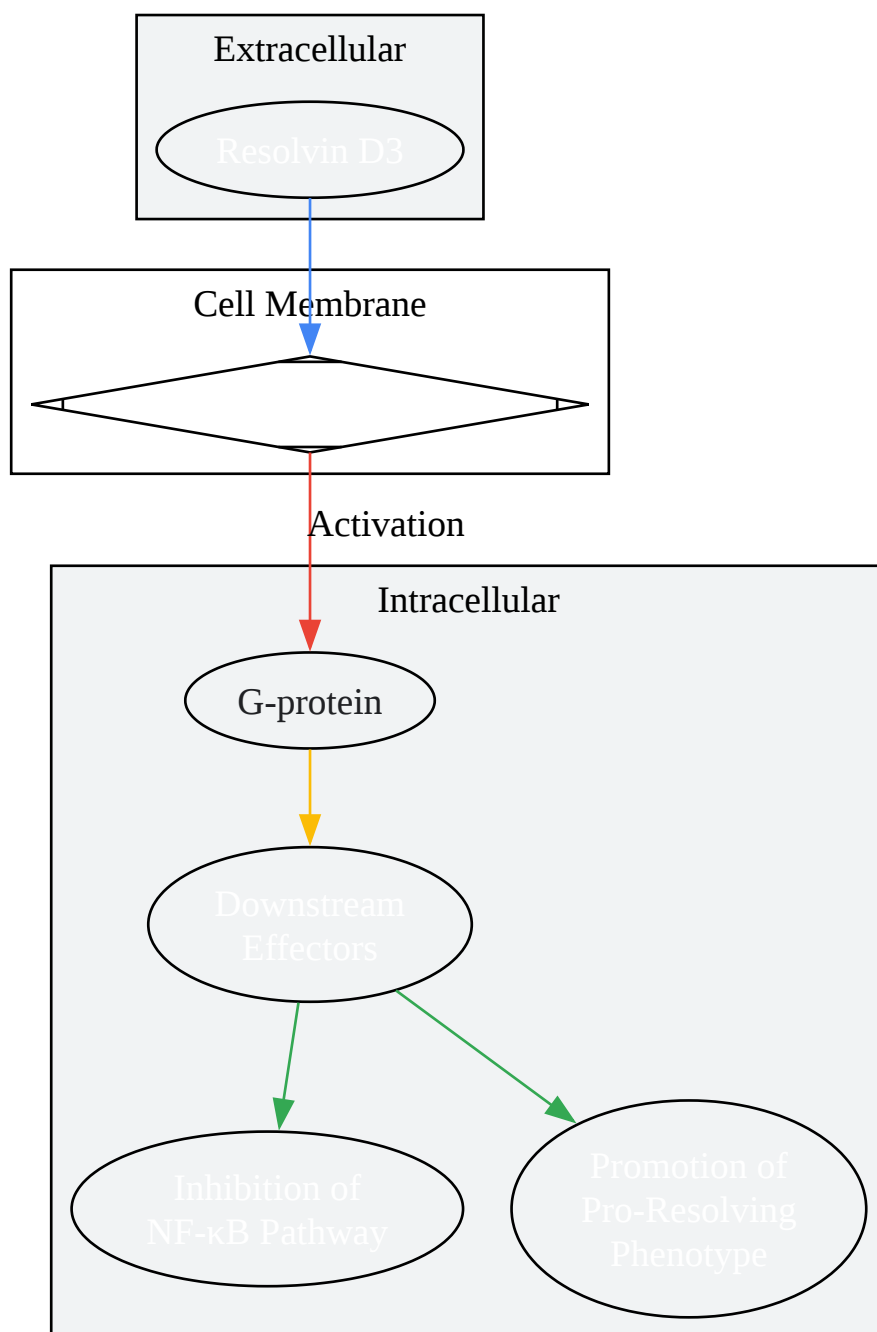 Extracellular
Resolvin D3
Cell Membrane
Activation
Intracellular
G-protein
Downstream
Effectors
Inhibition of
NF-κB Pathway
Promotion of
Pro-Resolving
Phenotype